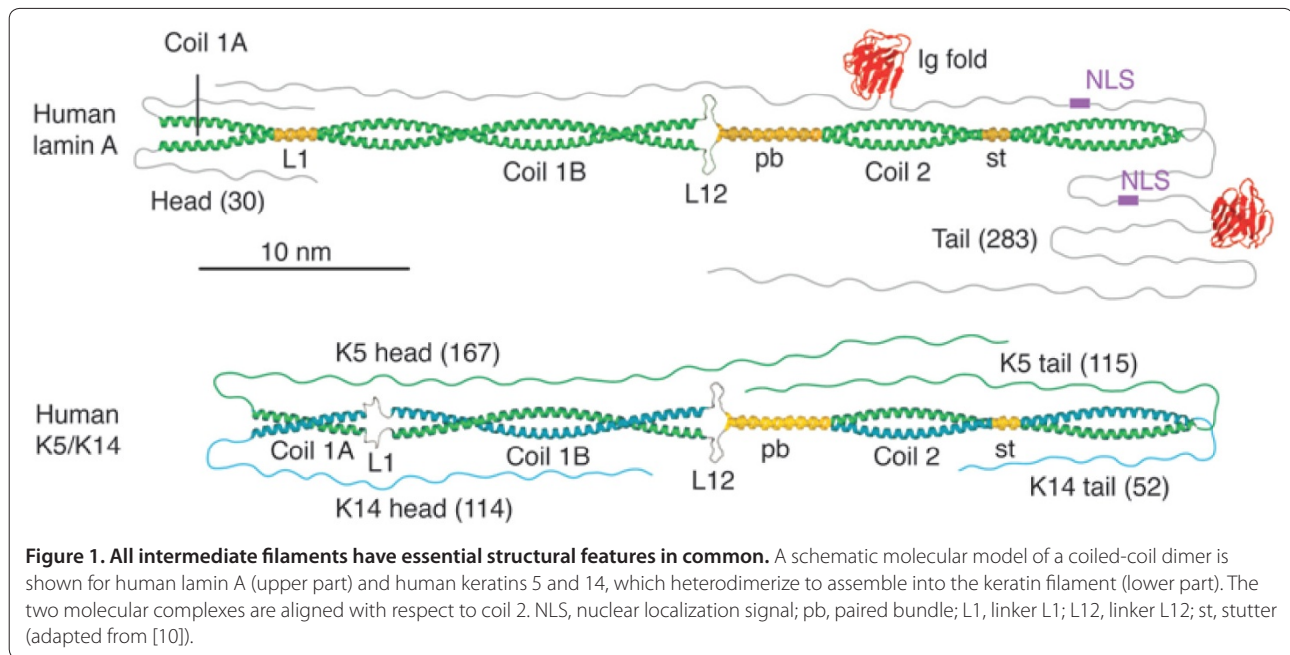 Coil 1A
Ig fold
NLS
Human
lamin A
L1
Coil 1B
L12
pb
Coil 2
st
Head (30)
NLS
Tail (283)
10 nm
K5 head (167)
K5 tail (115)
Human
K5/K14
Coil 1A
L1
Coil 1B
L12
pb
Coil 2
st
K14 head (114)
K14 tail (52)
Figure 1. All intermediate filaments have essential structural features in common. A schematic molecular model of a coiled-coil dimer is
shown for human lamin A (upper part) and human keratins 5 and 14, which heterodimerize to assemble into the keratin filament (lower part). The
two molecular complexes are aligned with respect to coil 2. NLS, nuclear localization signal; pb, paired bundle; L1, linker L1; L12, linker L12; st, stutter
(adapted from [10]).